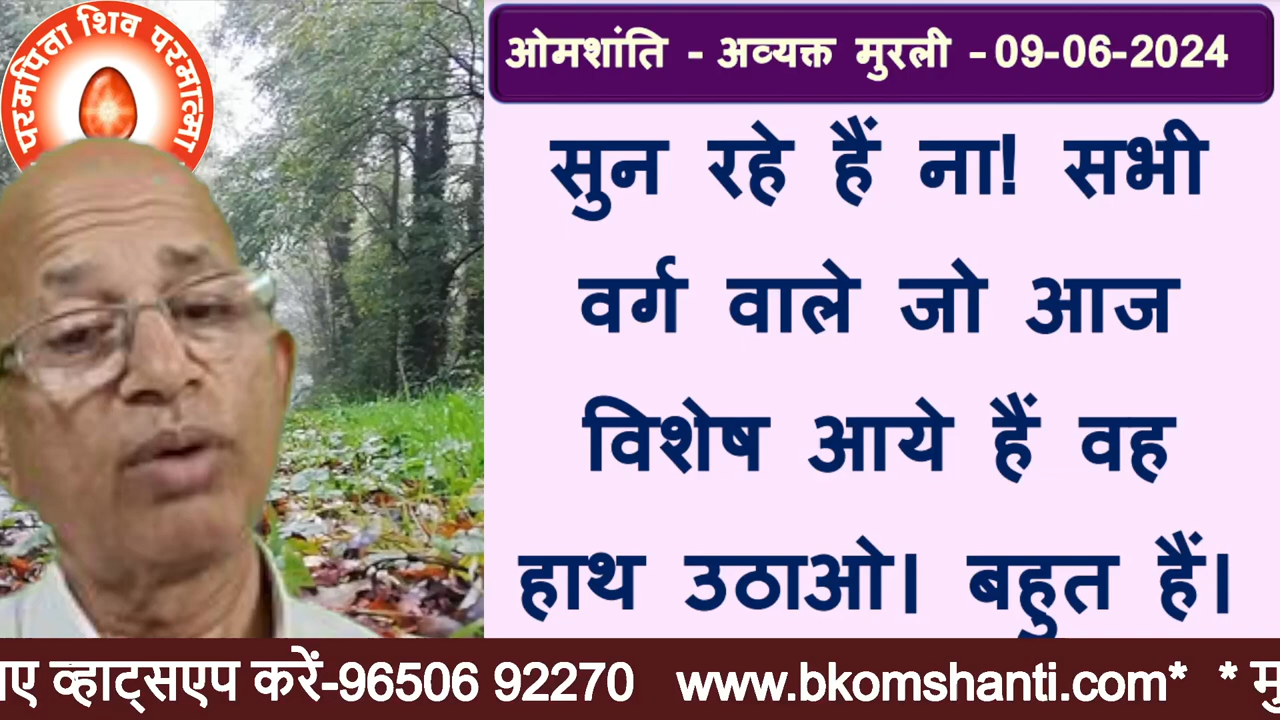 परमपिता शिव परमात्मा
ओमशांति - अव्यक्त मुरली - 09-06-2024
सुन रहे हैं ना! सभी
वर्ग वाले जो आज
विशेष आये हैं वह
हाथ उठाओ। बहुत हैं।
व्हाट्सएप करें-96506 92270 www.bkomshanti.com* *